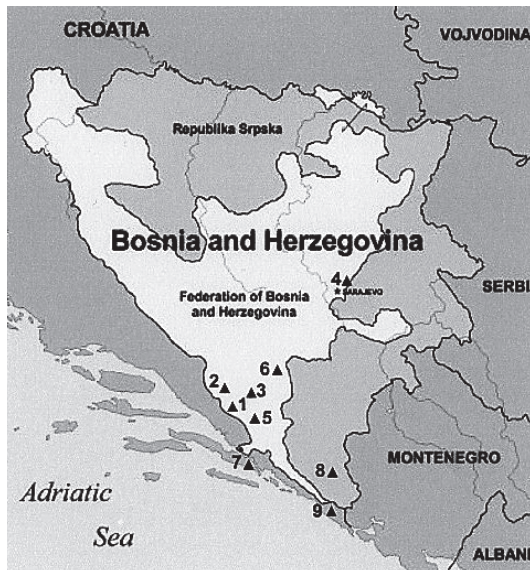 CROATIA
VOJVODINA
Republika Srpska
Bosnia and Herzegovina
4
SARAJEVO
SERBI
Federation of Bosnia
and Herzegovina
6
2
3
1
5
7
8
MONTENEGRO
9
Adriatic
Sea
ALBANI